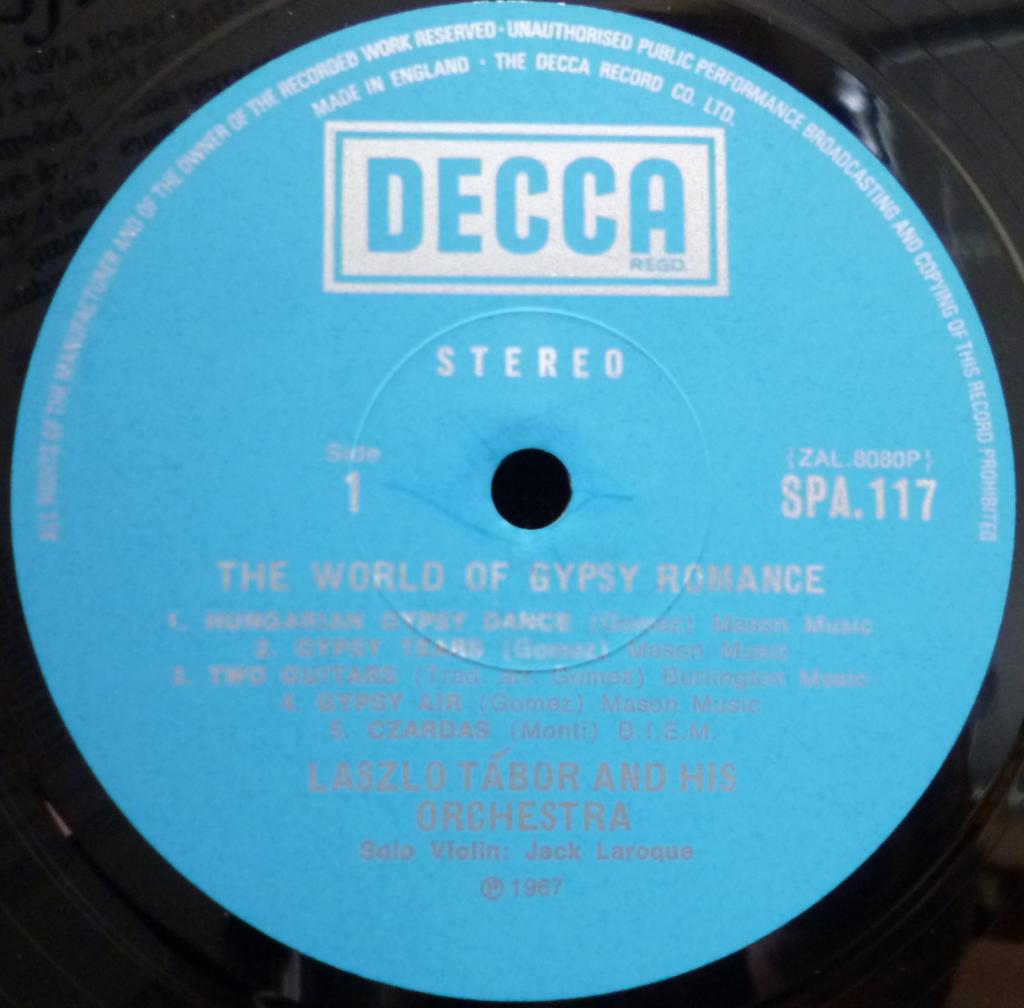 ALL RIGHTS OF THE MANUFACTURER AND OF THE OWNER OF THE RECORDED WORK RESERVED · UNAUTHORISED PUBLIC PERFORMANCE BROADCASTING AND COPYING OF THIS RECORD PROHIBITED
MADE IN ENGLAND · THE DECCA RECORD CO. LTD.
DECCA
REGD.
STEREO
Side
1
(ZAL.8080P)
SPA.117
THE WORLD OF GYPSY ROMANCE
1. HUNGARIAN GYPSY DANCE (Gomez) Mason Music
2. GYPSY TEARS (Gomez) Mason Music
3. TWO GUITARS (Trad. arr. Gomez) Burlington Music
4. GYPSY AIR (Gomez) Mason Music
5. CZARDAS (Monti) B.I.E.M.
LASZLO TÁBOR AND HIS
ORCHESTRA
Solo Violin: Jack Laroque
℗ 1967